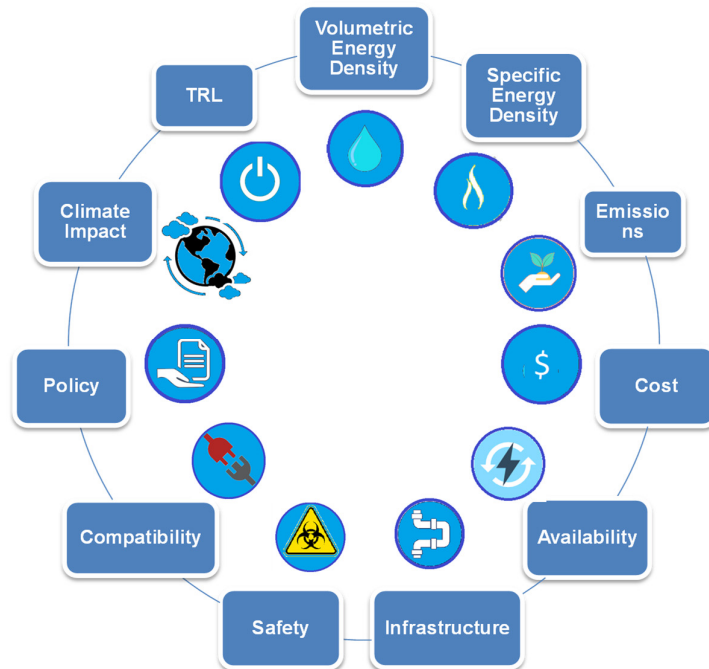 Volumetric
Energy
Density
Specific
Energy
Density
Emissio
ns
Cost
$
Availability
Infrastructure
Safety
Compatibility
Policy
Climate
Impact
TRL